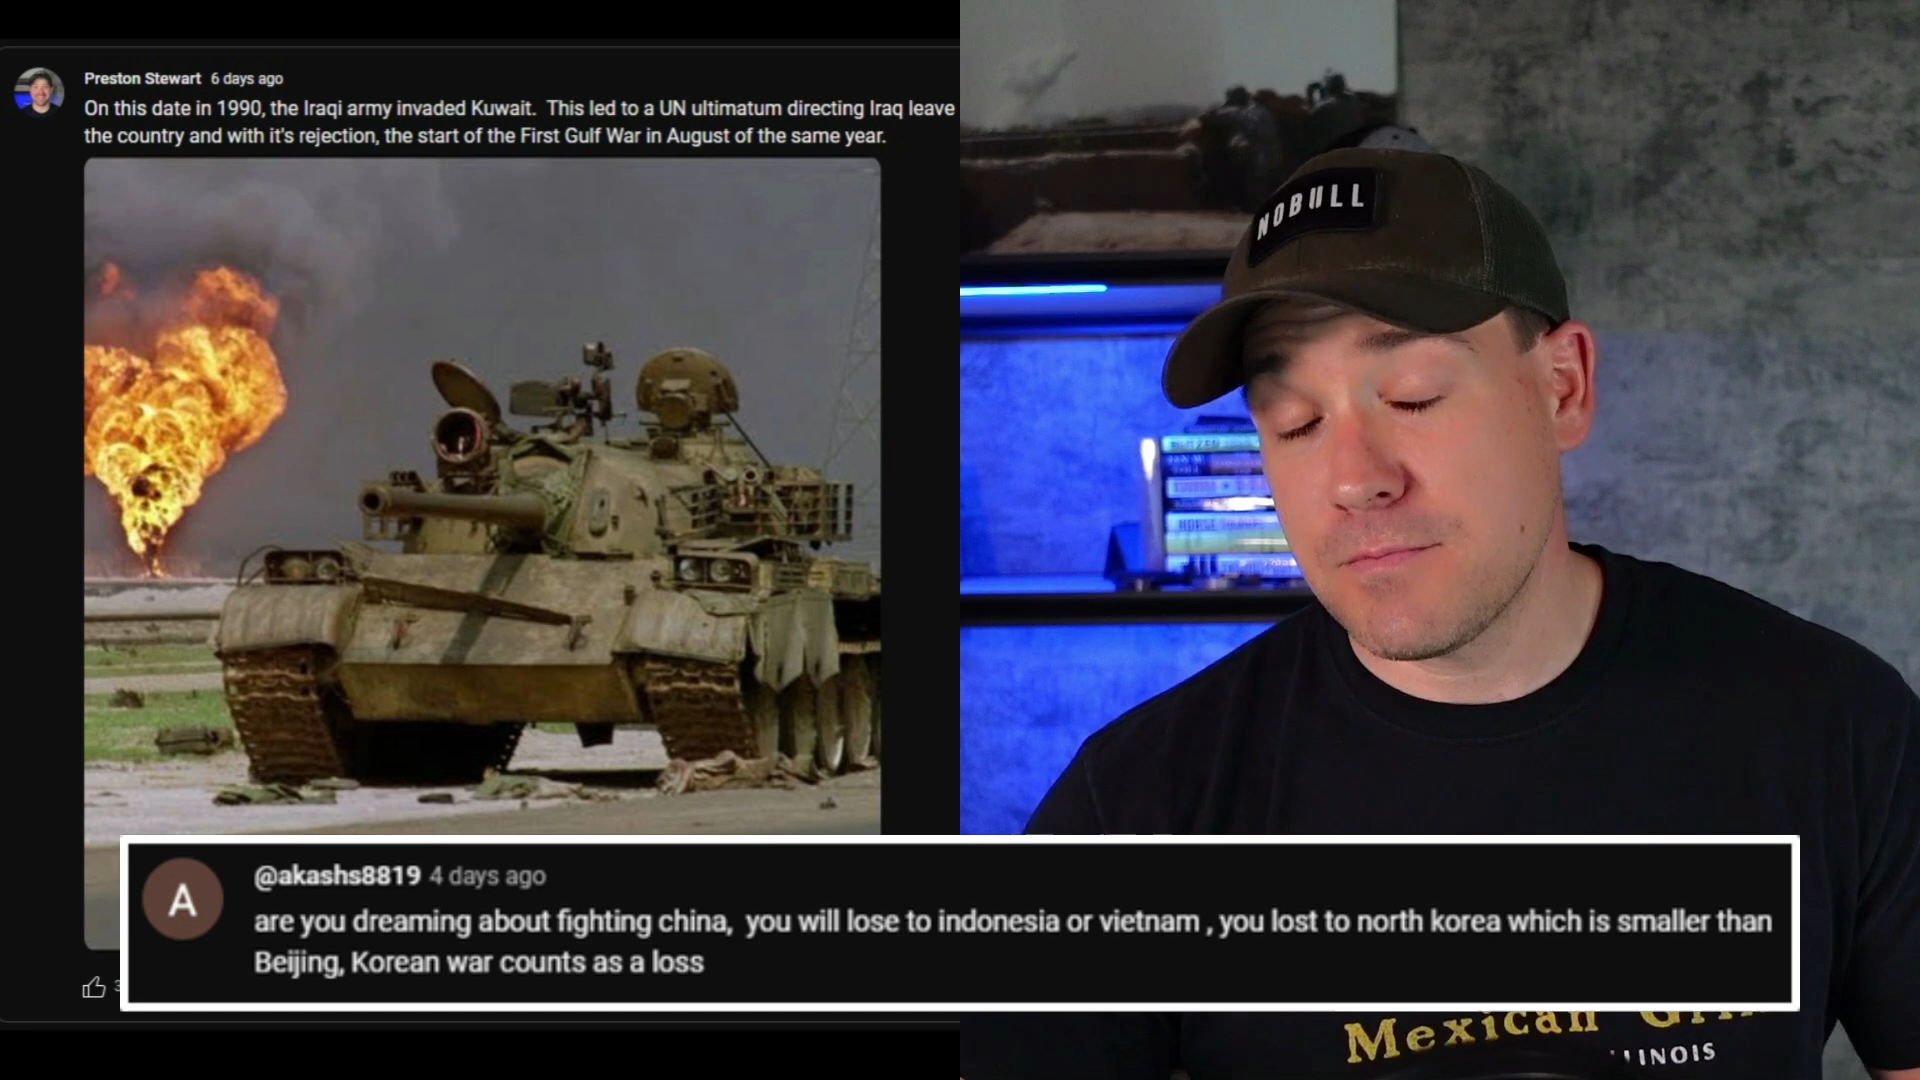 Preston Stewart 6 days ago
On this date in 1990, the Iraqi army invaded Kuwait. This led to a UN ultimatum directing Iraq leave
the country and with it's rejection, the start of the First Gulf War in August of the same year.
NOBULL
A
@akashs8819 4 days ago
are you dreaming about fighting china, you will lose to indonesia or vietnam , you lost to north korea which is smaller than
Beijing, Korean war counts as a loss
Mexican